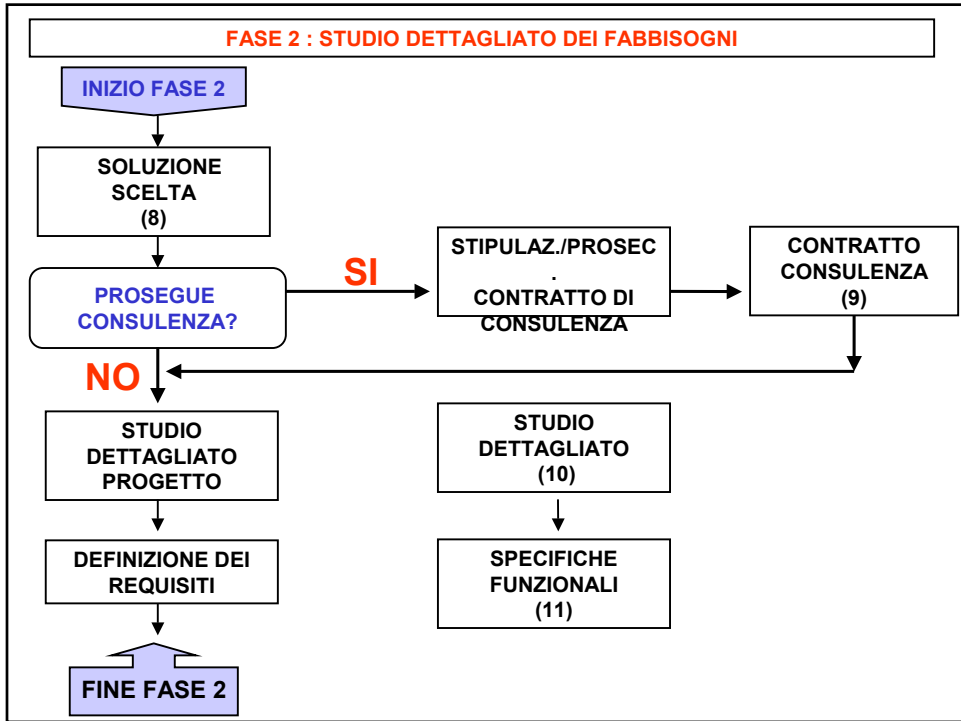 FASE 2 : STUDIO DETTAGLIATO DEI FABBISOGNI
INIZIO FASE 2
SOLUZIONE
SCELTA
(8)
PROSEGUE
CONSULENZA?
SI
STIPULAZ./PROSEC
.
CONTRATTO DI
CONSULENZA
CONTRATTO
CONSULENZA
(9)
NO
STUDIO
DETTAGLIATO
PROGETTO
STUDIO
DETTAGLIATO
(10)
DEFINIZIONE DEI
REQUISITI
SPECIFICHE
FUNZIONALI
(11)
FINE FASE 2